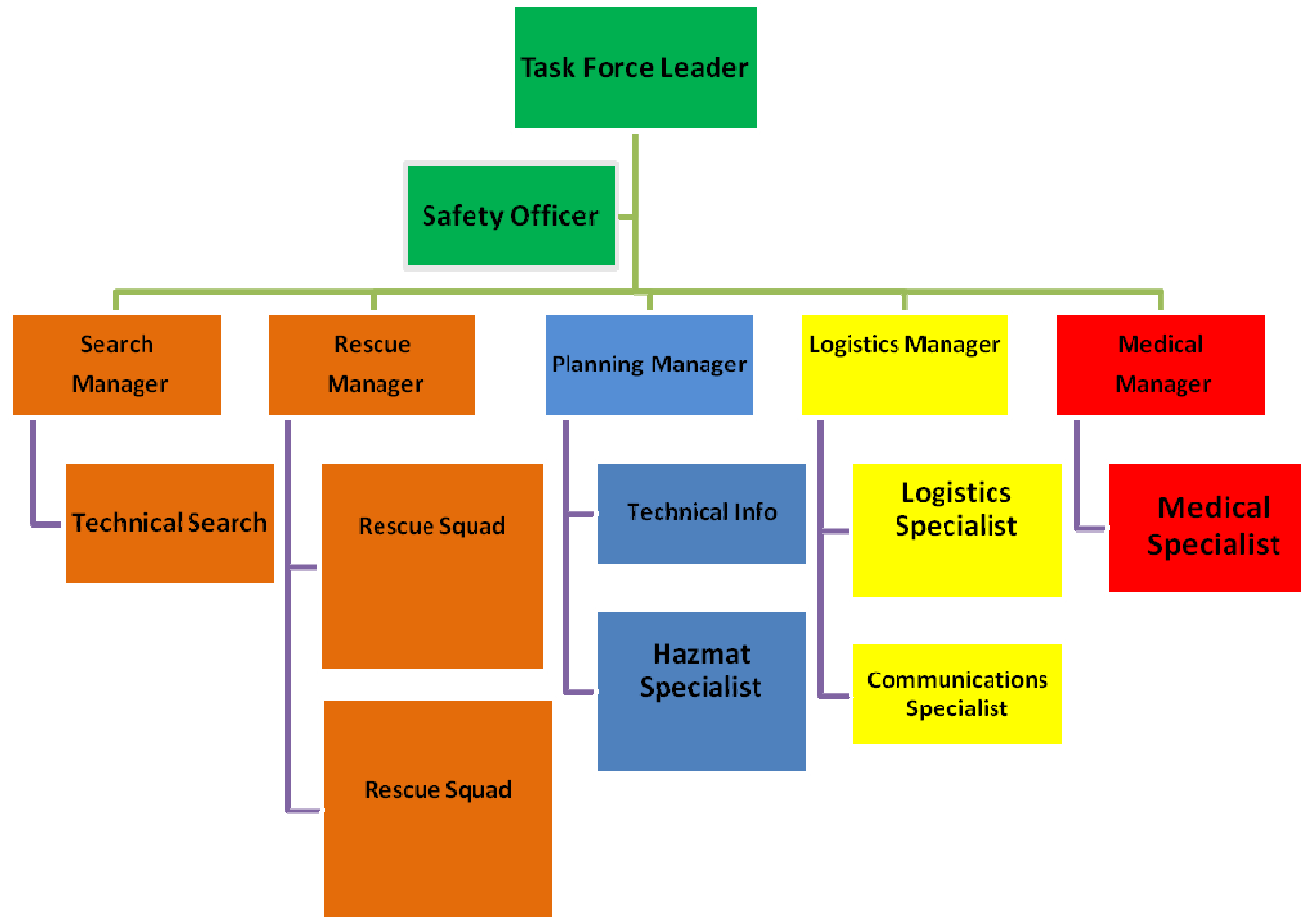 Task Force Leader
Safety Officer
Search
Manager
Rescue
Manager
Planning Manager
Logistics Manager
Medical
Manager
Technical Search
Rescue Squad
Technical Info
Logistics
Specialist
Medical
Specialist
Hazmat
Specialist
Communications
Specialist
Rescue Squad